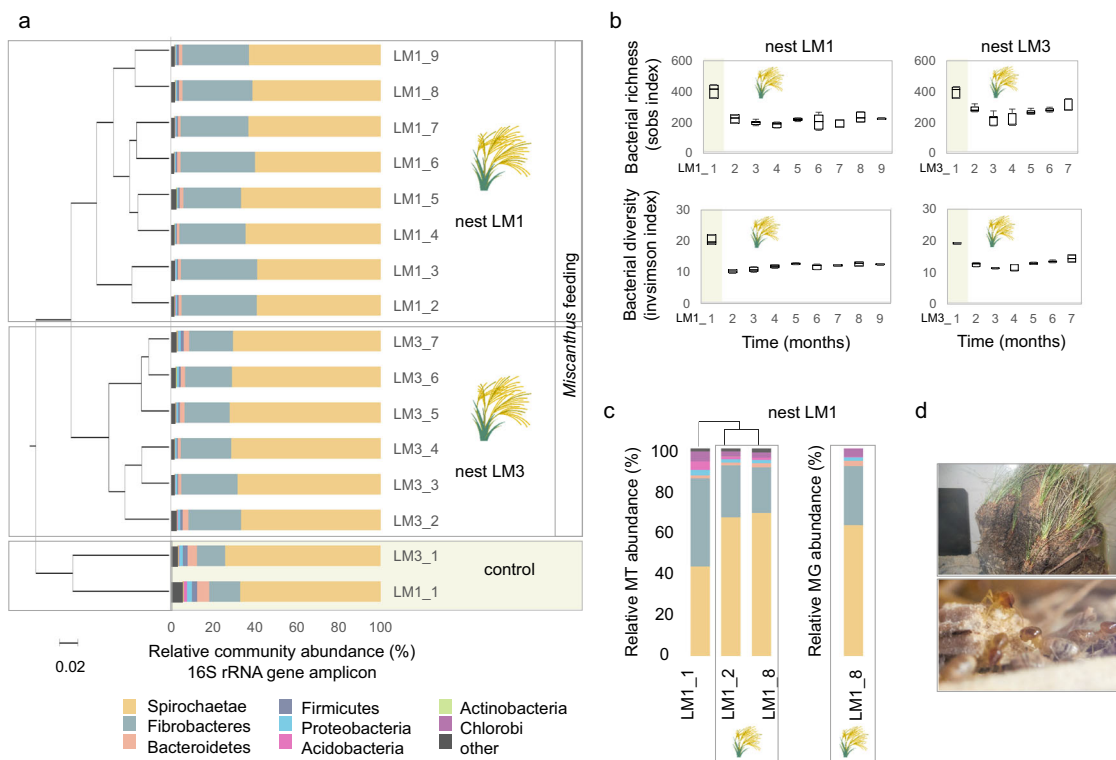 a
LM1_9
LM1_8
LM1_7
LM1_6
LM1_5
LM1_4
LM1_3
LM1_2
nest LM1
LM3_7
LM3_6
LM3_5
LM3_4
LM3_3
LM3_2
nest LM3
Miscanthus feeding
LM3_1
LM1_1
control
0 20 40 60 80 100
0.02
Relative community abundance (%)
16S rRNA gene amplicon
Spirochaetae
Fibrobacteres
Bacteroidetes
Firmicutes
Proteobacteria
Acidobacteria
Actinobacteria
Chlorobi
other
b
nest LM1
nest LM3
Bacterial richness
(sobs index)
600
400
200
0
LM1_ 1 2 3 4 5 6 7 8 9
600
400
200
0
LM3_ 1 2 3 4 5 6 7
Bacterial diversity
(invsimson index)
30
20
10
0
LM1_ 1 2 3 4 5 6 7 8 9
30
20
10
0
LM3_ 1 2 3 4 5 6 7
Time (months)
Time (months)
c
nest LM1
Relative MT abundance (%)
100
80
60
40
20
0
LM1_1
LM1_2
LM1_8
Relative MG abundance (%)
LM1_8
d